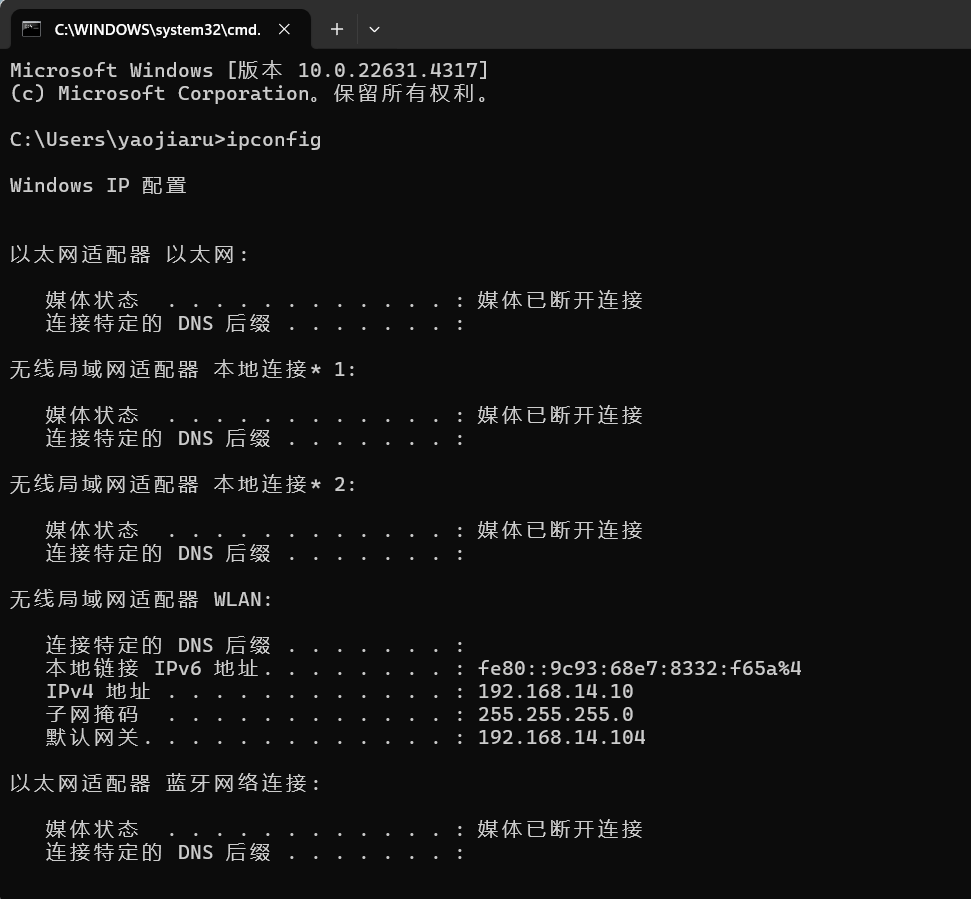 C:\WINDOWS\system32\cmd.
Microsoft Windows [版本 10.0.22631.4317]
(c) Microsoft Corporation。保留所有权利。
C:\Users\yaojiaru>ipconfig
Windows IP 配置
以太网适配器 以太网:
   媒体状态  . . . . . . . . . . . . : 媒体已断开连接
   连接特定的 DNS 后缀 . . . . . . . :
无线局域网适配器 本地连接* 1:
   媒体状态  . . . . . . . . . . . . : 媒体已断开连接
   连接特定的 DNS 后缀 . . . . . . . :
无线局域网适配器 本地连接* 2:
   媒体状态  . . . . . . . . . . . . : 媒体已断开连接
   连接特定的 DNS 后缀 . . . . . . . :
无线局域网适配器 WLAN:
   连接特定的 DNS 后缀 . . . . . . . :
   本地链接 IPv6 地址. . . . . . . . : fe80::9c93:68e7:8332:f65a%4
   IPv4 地址 . . . . . . . . . . . . : 192.168.14.10
   子网掩码  . . . . . . . . . . . . : 255.255.255.0
   默认网关. . . . . . . . . . . . . : 192.168.14.104
以太网适配器 蓝牙网络连接:
   媒体状态  . . . . . . . . . . . . : 媒体已断开连接
   连接特定的 DNS 后缀 . . . . . . . :